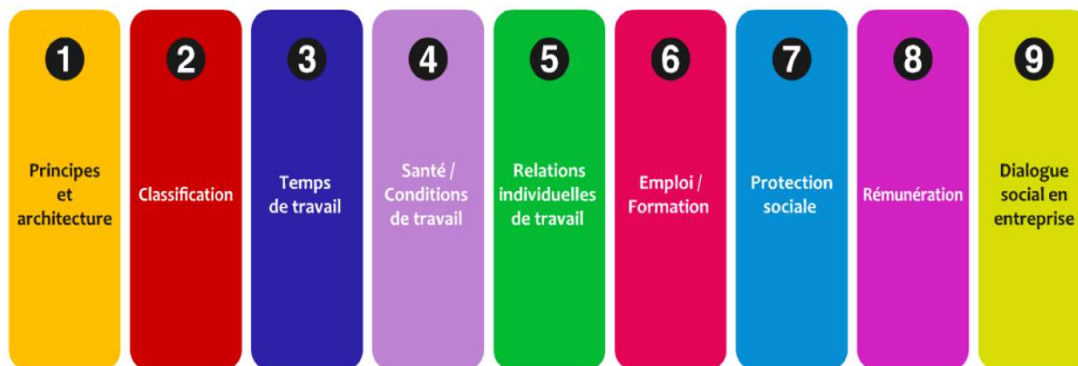 1
Principes
et
architecture
2
Classification
3
Temps
de travail
4
Santé /
Conditions
de travail
5
Relations
individuelles
de travail
6
Emploi /
Formation
7
Protection
sociale
8
Rémunération
9
Dialogue
social en
entreprise